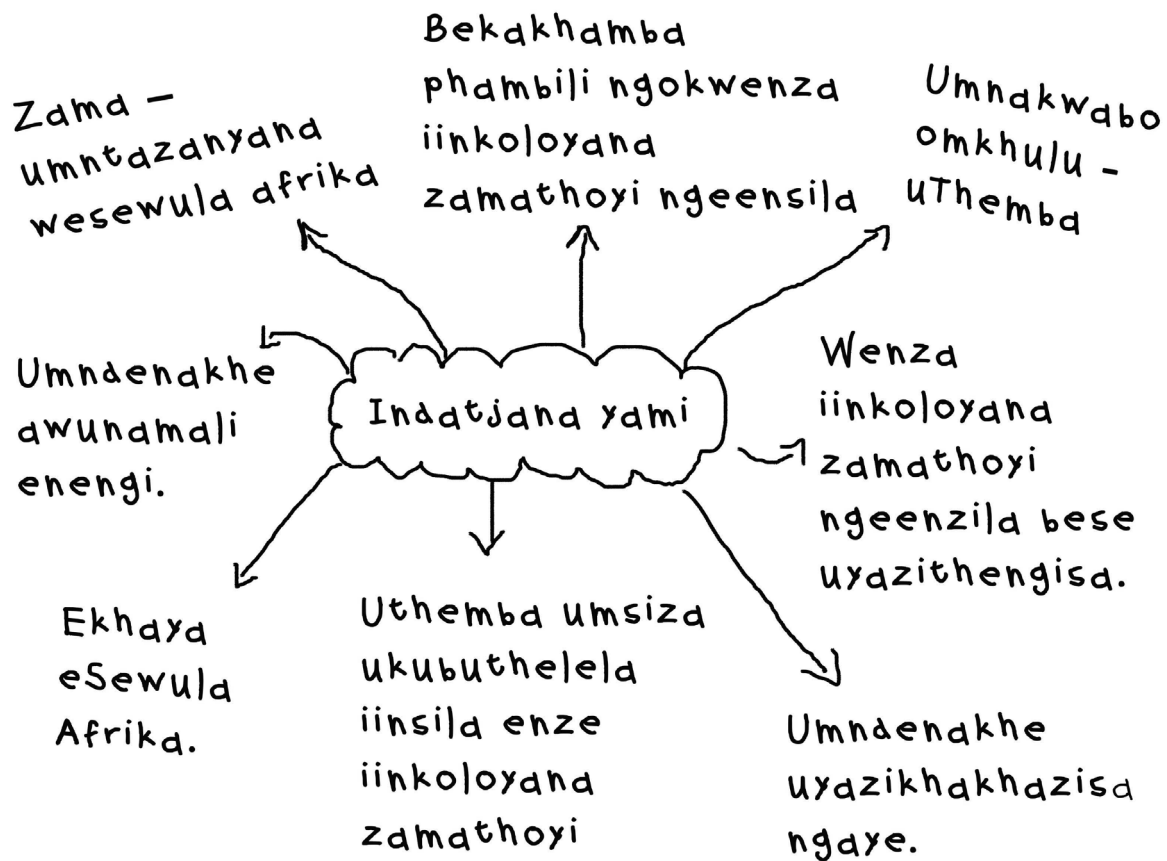 Zama –
umntazanyana
wesewula afrika
Bekakhamba
phambili ngokwenza
iinkoloyana
zamathoyi ngeensila
Umnakwabo
omkhulu -
uThemba
Umndenakhe
awunamali
enengi.
Indatjana yami
Wenza
iinkoloyana
zamathoyi
ngeenzila bese
uyazithengisa.
Ekhaya
eSewula
Afrika.
Uthemba umsiza
ukubuthelela
iinsila enze
iinkoloyana
zamathoyi
Umndenakhe
uyazikhakhazisa
ngaye.